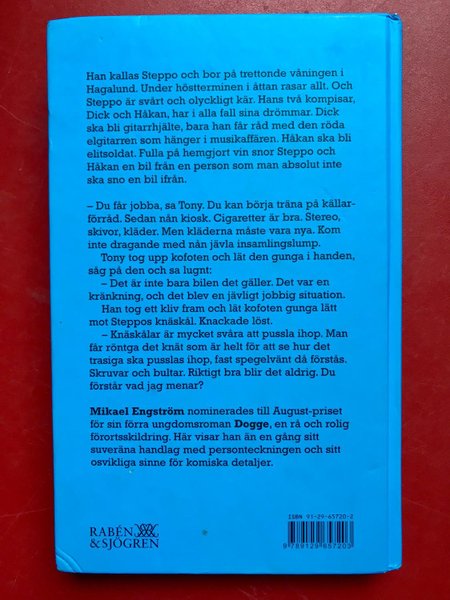 Han kallas Steppo och bor på trettonde våningen i
Hagalund. Under höstterminen i åttan rasar allt. Och
Steppo är svårt och olyckligt kär. Hans två kompisar,
Dick och Håkan, har i alla fall sina drömmar. Dick
ska bli gitarrhjälte, bara han får råd med den röda
elgitarren som hänger i musikaffären. Håkan ska bli
elitsoldat. Fulla på hemgjort vin snor Steppo och
Håkan en bil från en person som man absolut inte
ska sno en bil ifrån.
– Du får jobba, sa Tony. Du kan börja träna på källar-
förråd. Sedan nån kiosk. Cigaretter är bra. Stereo,
skivor, kläder. Men kläderna måste vara nya. Kom
inte dragande med nån jävla insamlingslump.
Tony tog upp kofoten och lät den gunga i handen,
såg på den och sa lugnt:
– Det är inte bara bilen det gäller. Det var en
kränkning, och det blev en jävligt jobbig situation.
Han tog ett kliv fram och lät kofoten gunga lätt
mot Steppos knäskål. Knackade löst.
– Knäskålar är mycket svåra att pussla ihop. Man
får röntga det knät som är helt för att se hur det
trasiga ska pusslas ihop, fast spegelvänt då förstås.
Skruvar och bultar. Riktigt bra blir det aldrig. Du
förstår vad jag menar?
Mikael Engström nominerades till August-priset
för sin förra ungdomsroman Dogge, en rå och rolig
förortsskildring. Här visar han än en gång sitt
suveräna handlag med personteckningen och sitt
osvikliga sinne för komiska detaljer.
ISBN 91-29-65720-2
RABÉN
&SJÖGREN
9 789129 657203